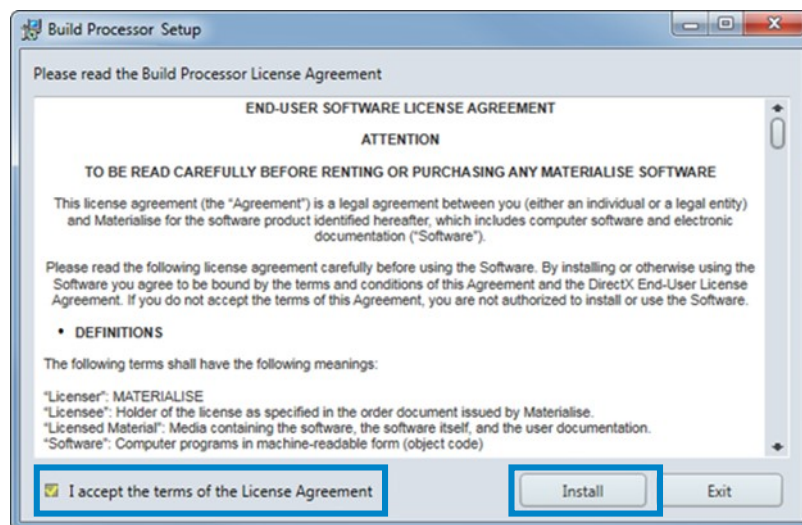 Build Processor Setup
Please read the Build Processor License Agreement
END-USER SOFTWARE LICENSE AGREEMENT
ATTENTION
TO BE READ CAREFULLY BEFORE RENTING OR PURCHASING ANY MATERIALISE SOFTWARE
This license agreement (the “Agreement”) is a legal agreement between you (either an individual or a legal entity)
and Materialise for the software product identified hereafter, which includes computer software and electronic
documentation (“Software”).
Please read the following license agreement carefully before using the Software. By installing or otherwise using the
Software you agree to be bound by the terms and conditions of this Agreement and the DirectX End-User License
Agreement. If you do not accept the terms of this Agreement, you are not authorized to install or use the Software.
• DEFINITIONS
The following terms shall have the following meanings:
“Licenser”: MATERIALISE
“Licensee”: Holder of the license as specified in the order document issued by Materialise.
“Licensed Material”: Media containing the software, the software itself, and the user documentation.
“Software”: Computer programs in machine-readable form (object code)
I accept the terms of the License Agreement
Install
Exit